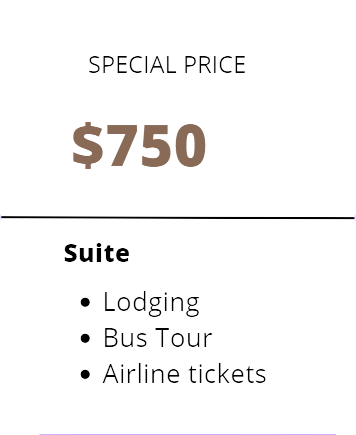 SPECIAL PRICE
$750
Suite
• Lodging
• Bus Tour
• Airline tickets